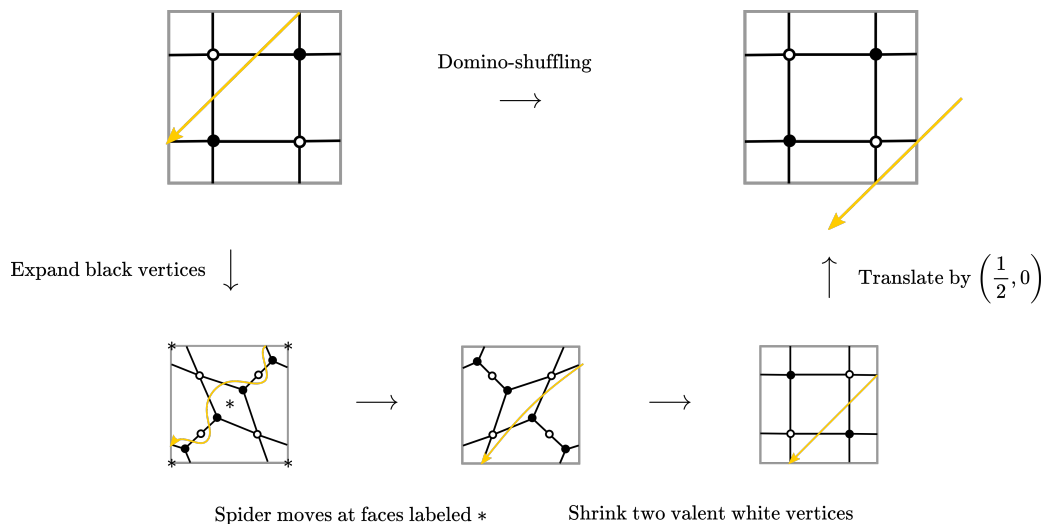 Domino-shuffling
⟶
Expand black vertices ↓
↑ Translate by (1/2, 0)
* *
*
* *
⟶ ⟶
Spider moves at faces labeled * Shrink two valent white vertices